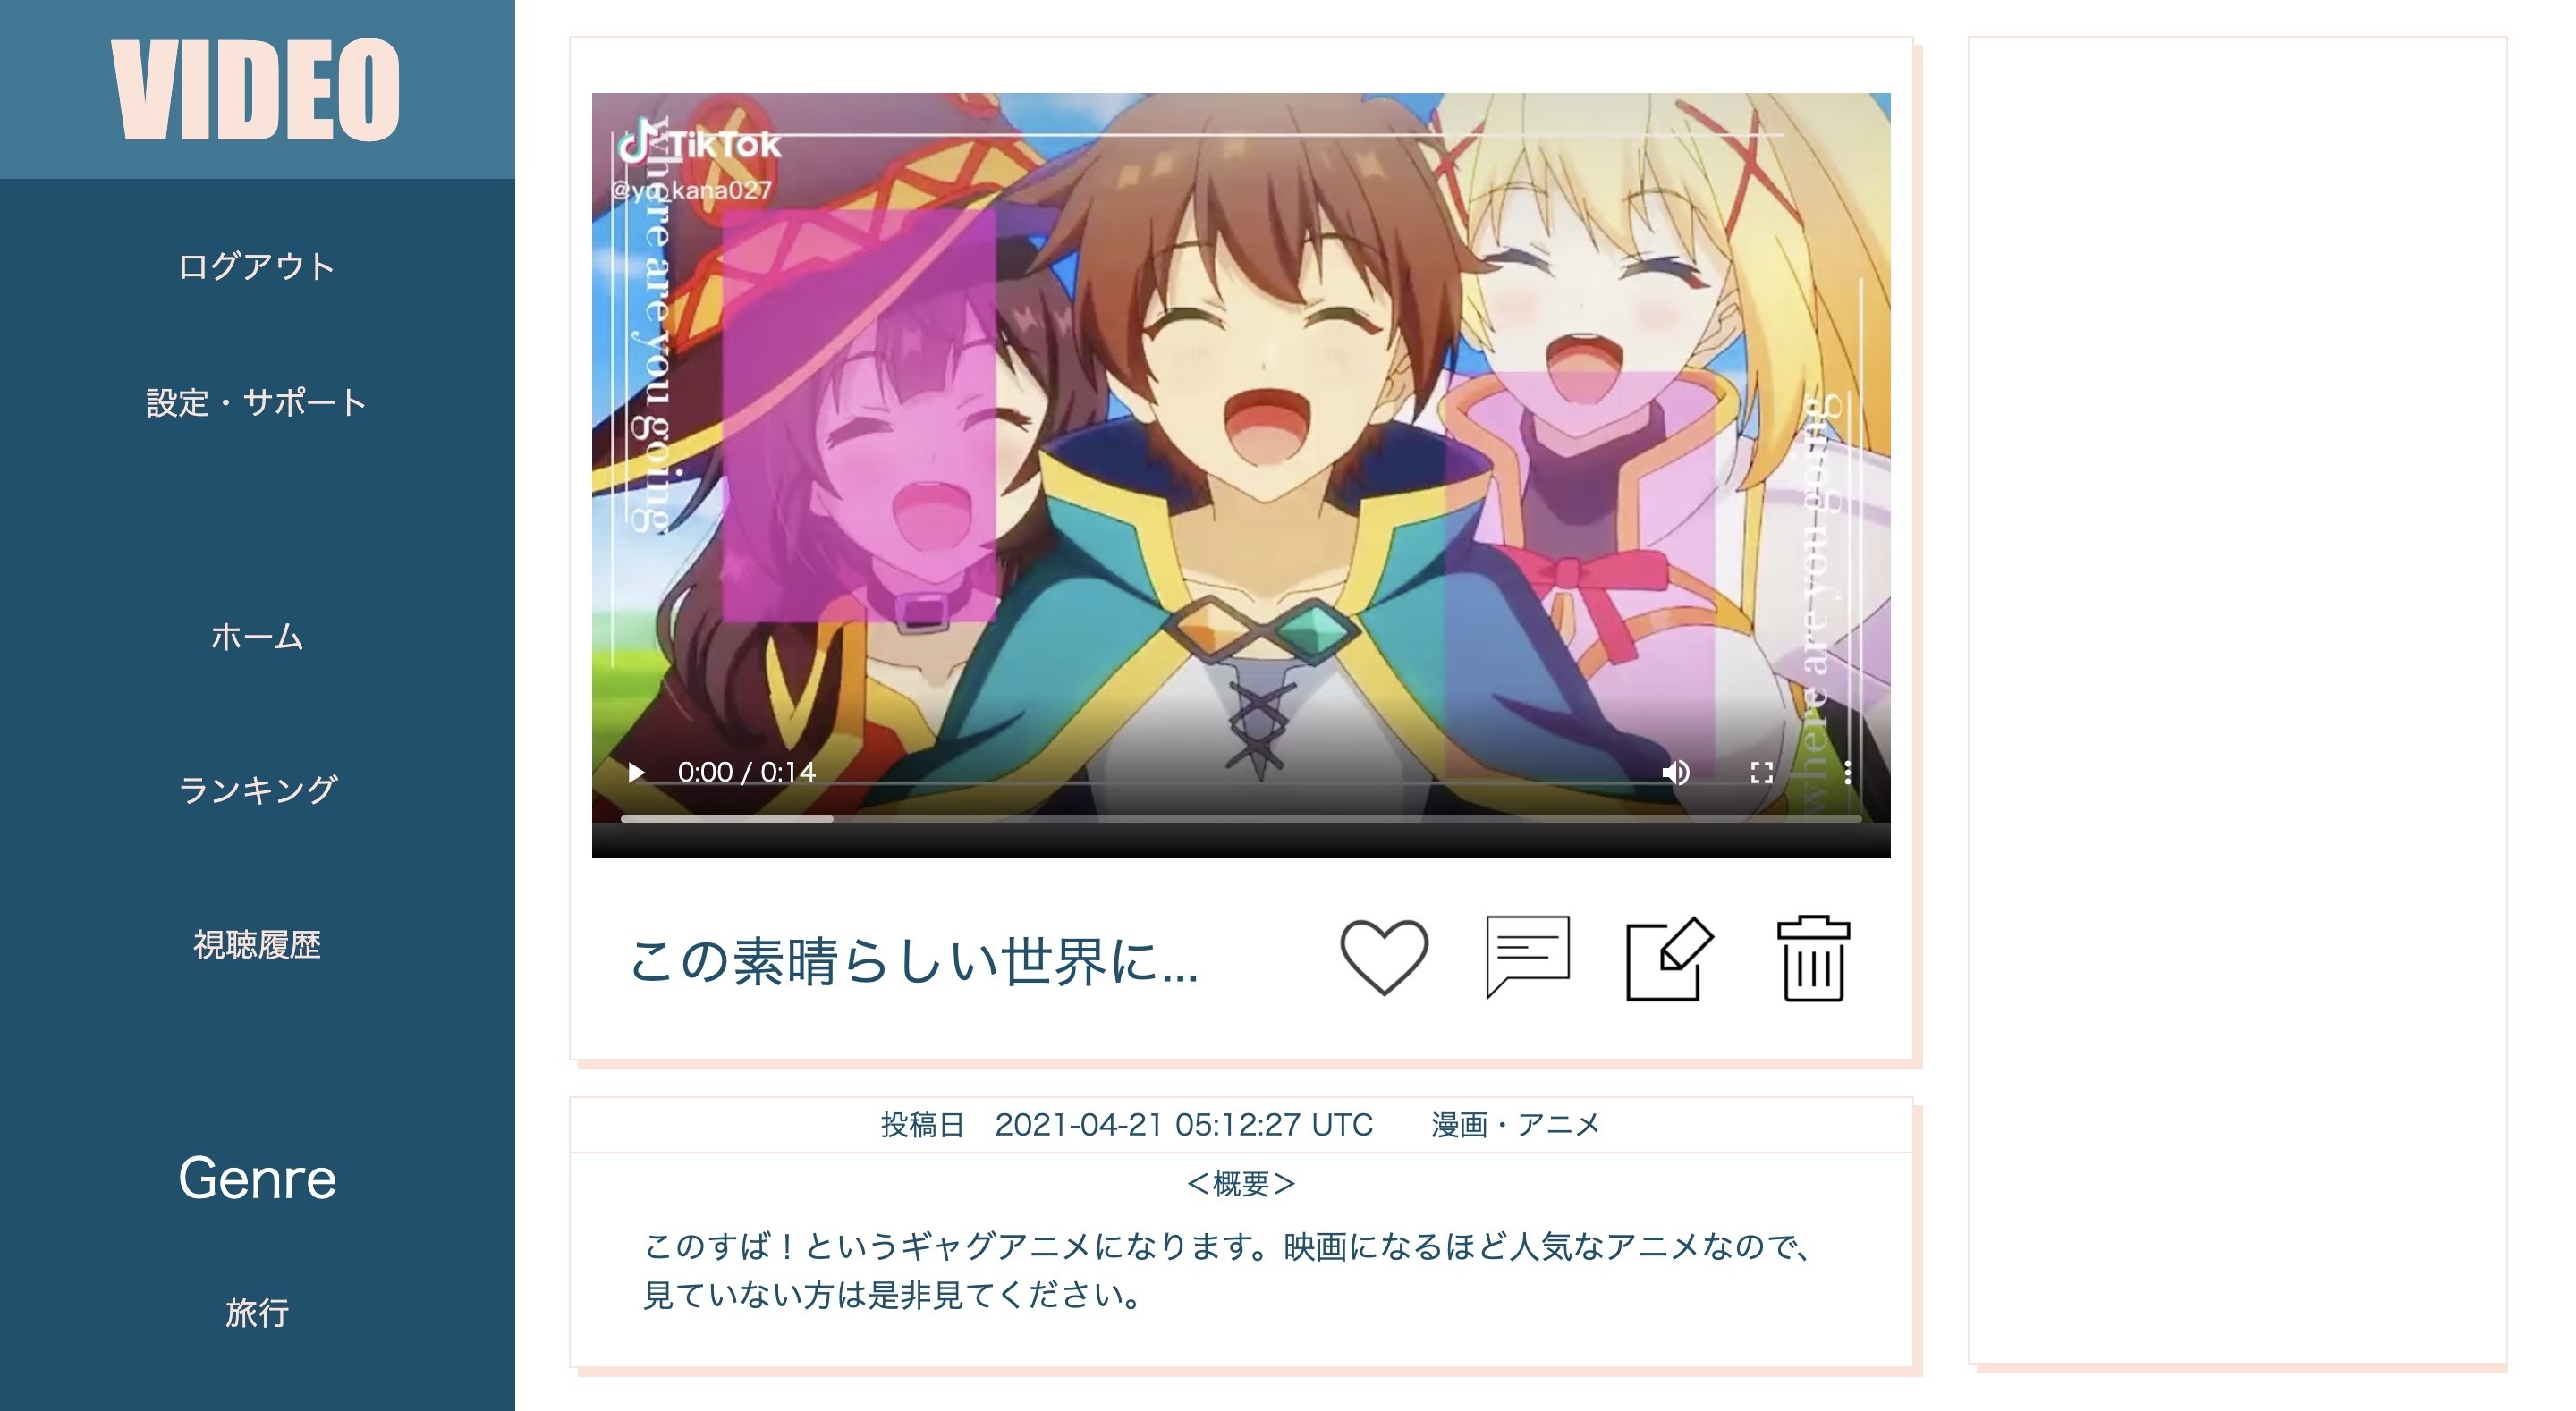 VIDEO
ログアウト
設定・サポート
ホーム
ランキング
視聴履歴
Genre
旅行
TikTok
@yu_kana027
where are you going
where are you going
0:00 / 0:14
この素晴らしい世界に...
投稿日　2021-04-21 05:12:27 UTC　　漫画・アニメ
＜概要＞
このすば！というギャグアニメになります。映画になるほど人気なアニメなので、
見ていない方は是非見てください。